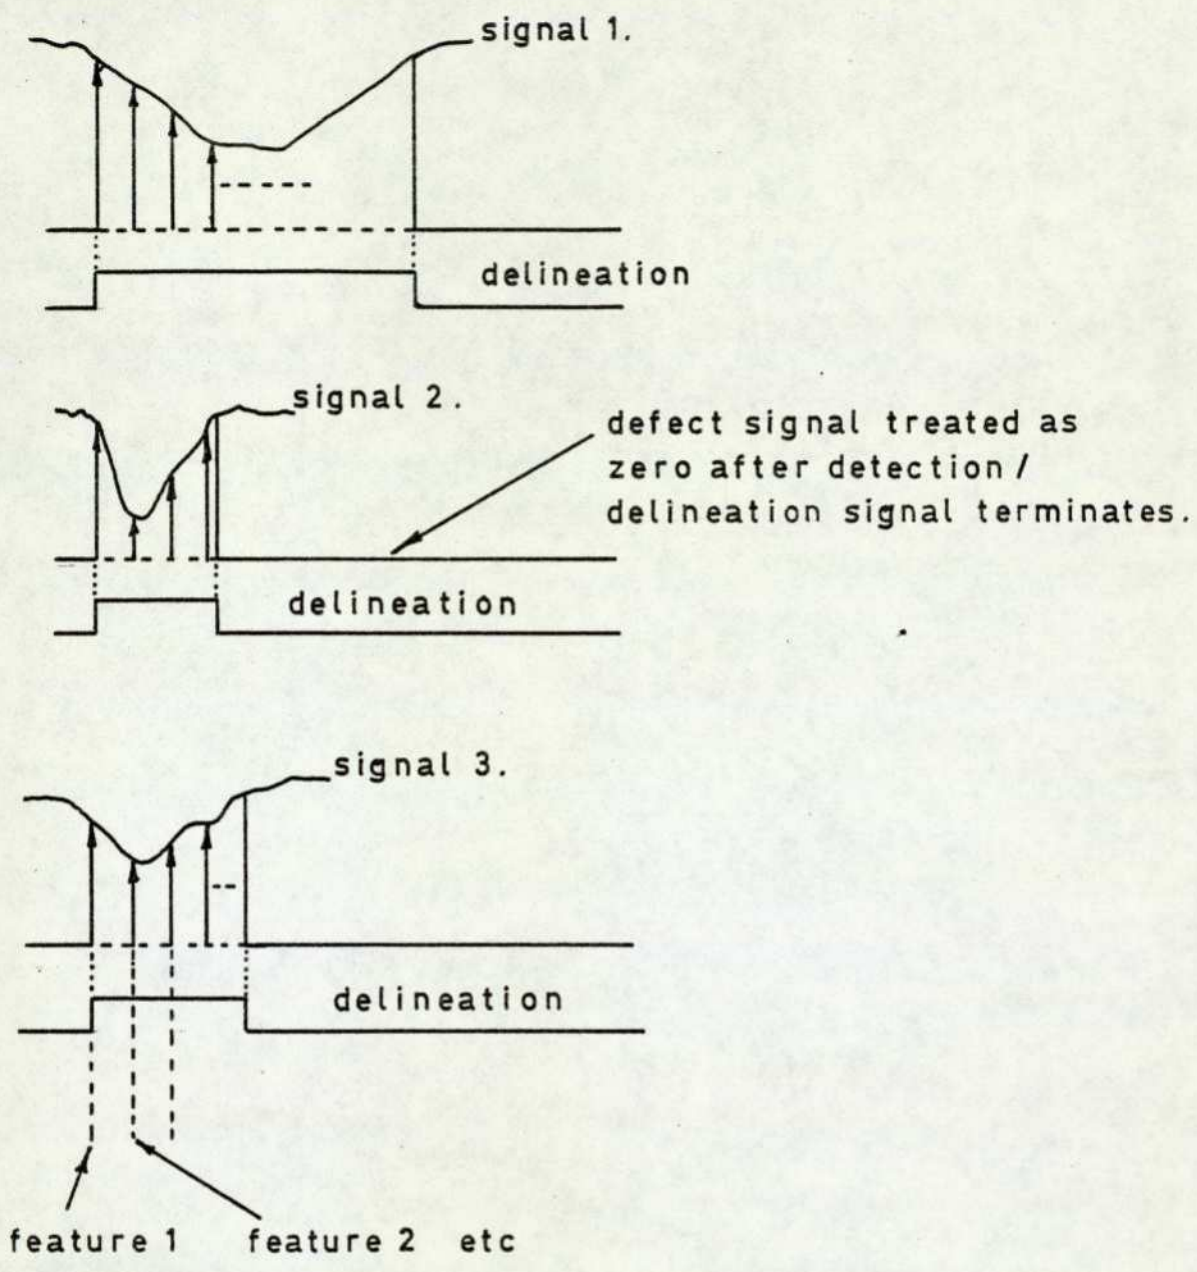 signal 1.
delineation
signal 2.
defect signal treated as
zero after detection /
delineation signal terminates.
delineation
signal 3.
delineation
feature 1 feature 2 etc